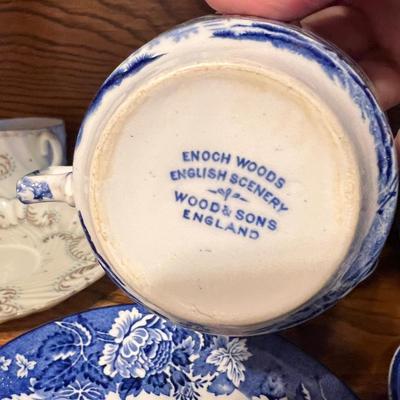 ENOCH WOODS
ENGLISH SCENERY
WOOD & SONS
ENGLAND